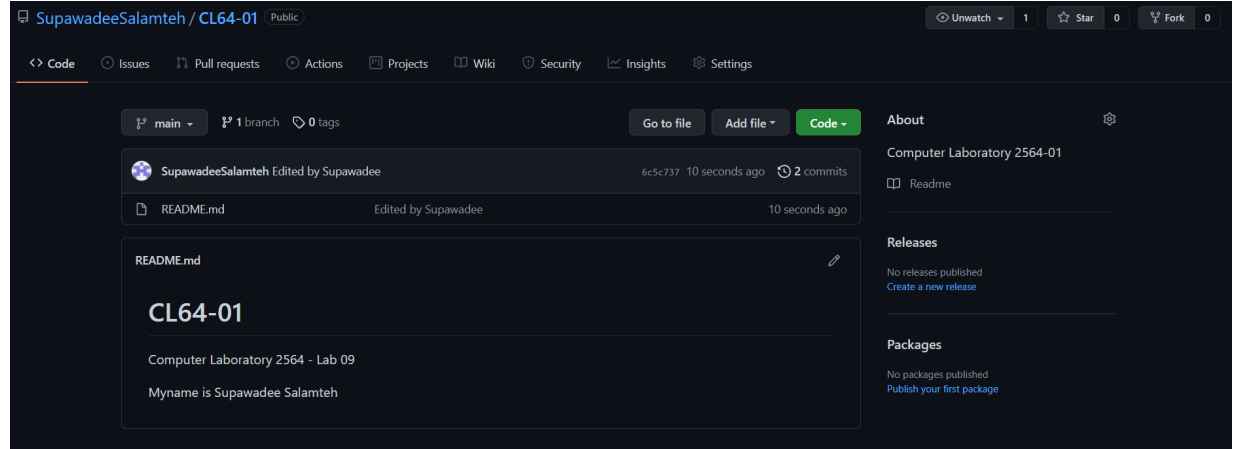 SupawadeeSalamteh / CL64-01 Public Unwatch 1 Star 0 Fork 0
<> Code Issues Pull requests Actions Projects Wiki Security Insights Settings
main 1 branch 0 tags Go to file Add file Code
SupawadeeSalamteh Edited by Supawadee 6c5c737 10 seconds ago 2 commits
README.md Edited by Supawadee 10 seconds ago
README.md
CL64-01
Computer Laboratory 2564 - Lab 09
Myname is Supawadee Salamteh
About
Computer Laboratory 2564-01
Readme
Releases
No releases published
Create a new release
Packages
No packages published
Publish your first package